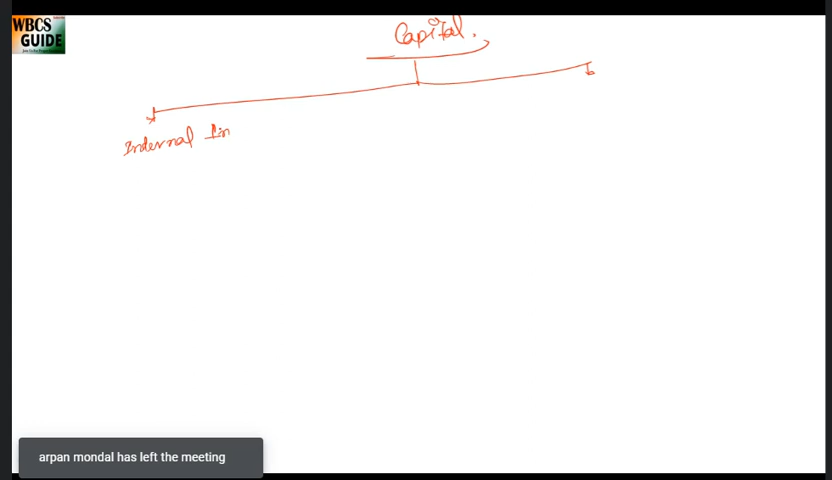 WBCS
GUIDE
Capital.
Internal fin
arpan mondal has left the meeting